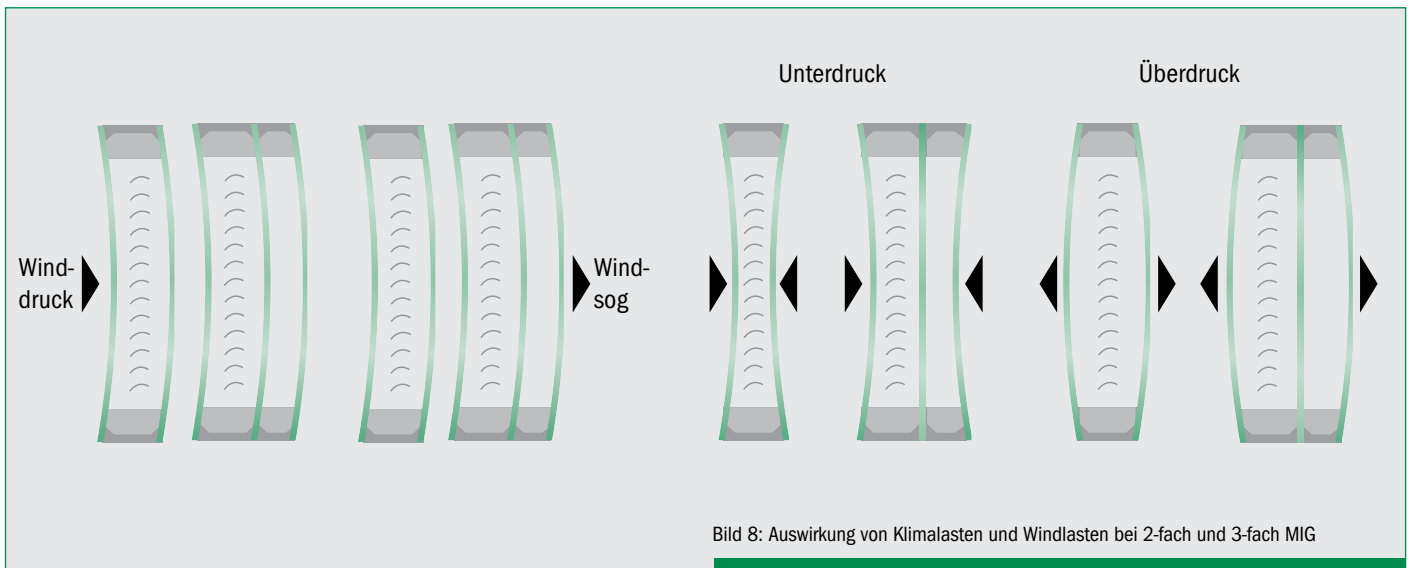 Unterdruck
Überdruck
Wind-
druck
Wind-
sog
Bild 8: Auswirkung von Klimalasten und Windlasten bei 2-fach und 3-fach MIG